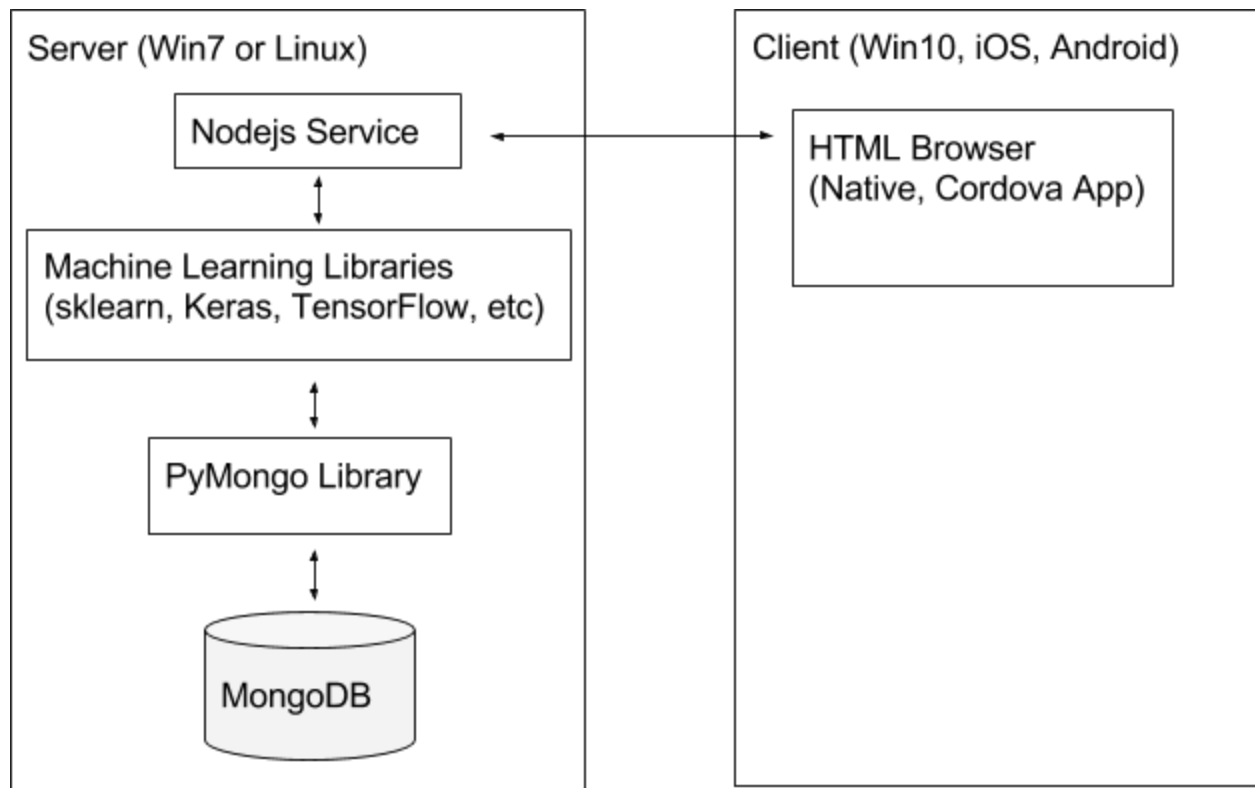 Server (Win7 or Linux)
Nodejs Service
Machine Learning Libraries
(sklearn, Keras, TensorFlow, etc)
PyMongo Library
MongoDB
Client (Win10, iOS, Android)
HTML Browser
(Native, Cordova App)